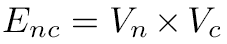 $E_{nc} = V_n \times V_c$